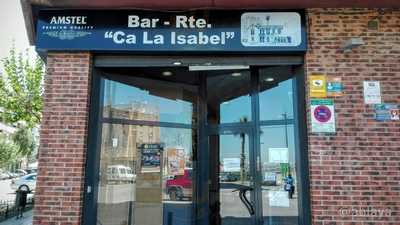 AMSTEL
PREMIUM QUALITY
Bar - Rte.
"Ca La Isabel"